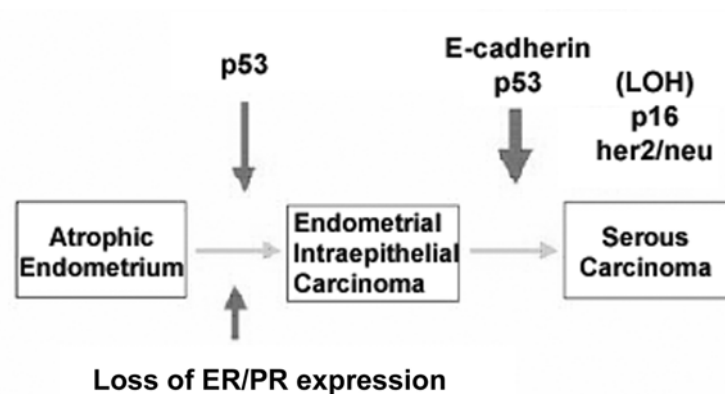 p53
E-cadherin
p53
(LOH)
p16
her2/neu
Atrophic
Endometrium
Endometrial
Intraepithelial
Carcinoma
Serous
Carcinoma
Loss of ER/PR expression